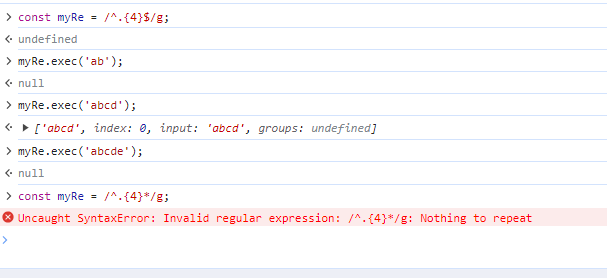 > const myRe = /^.{4}$/g;
<· undefined
> myRe.exec('ab');
<· null
> myRe.exec('abcd');
<· ▶ ['abcd', index: 0, input: 'abcd', groups: undefined]
> myRe.exec('abcde');
<· null
> const myRe = /^.{4}*/g;
Uncaught SyntaxError: Invalid regular expression: /^.{4}*/g: Nothing to repeat
>